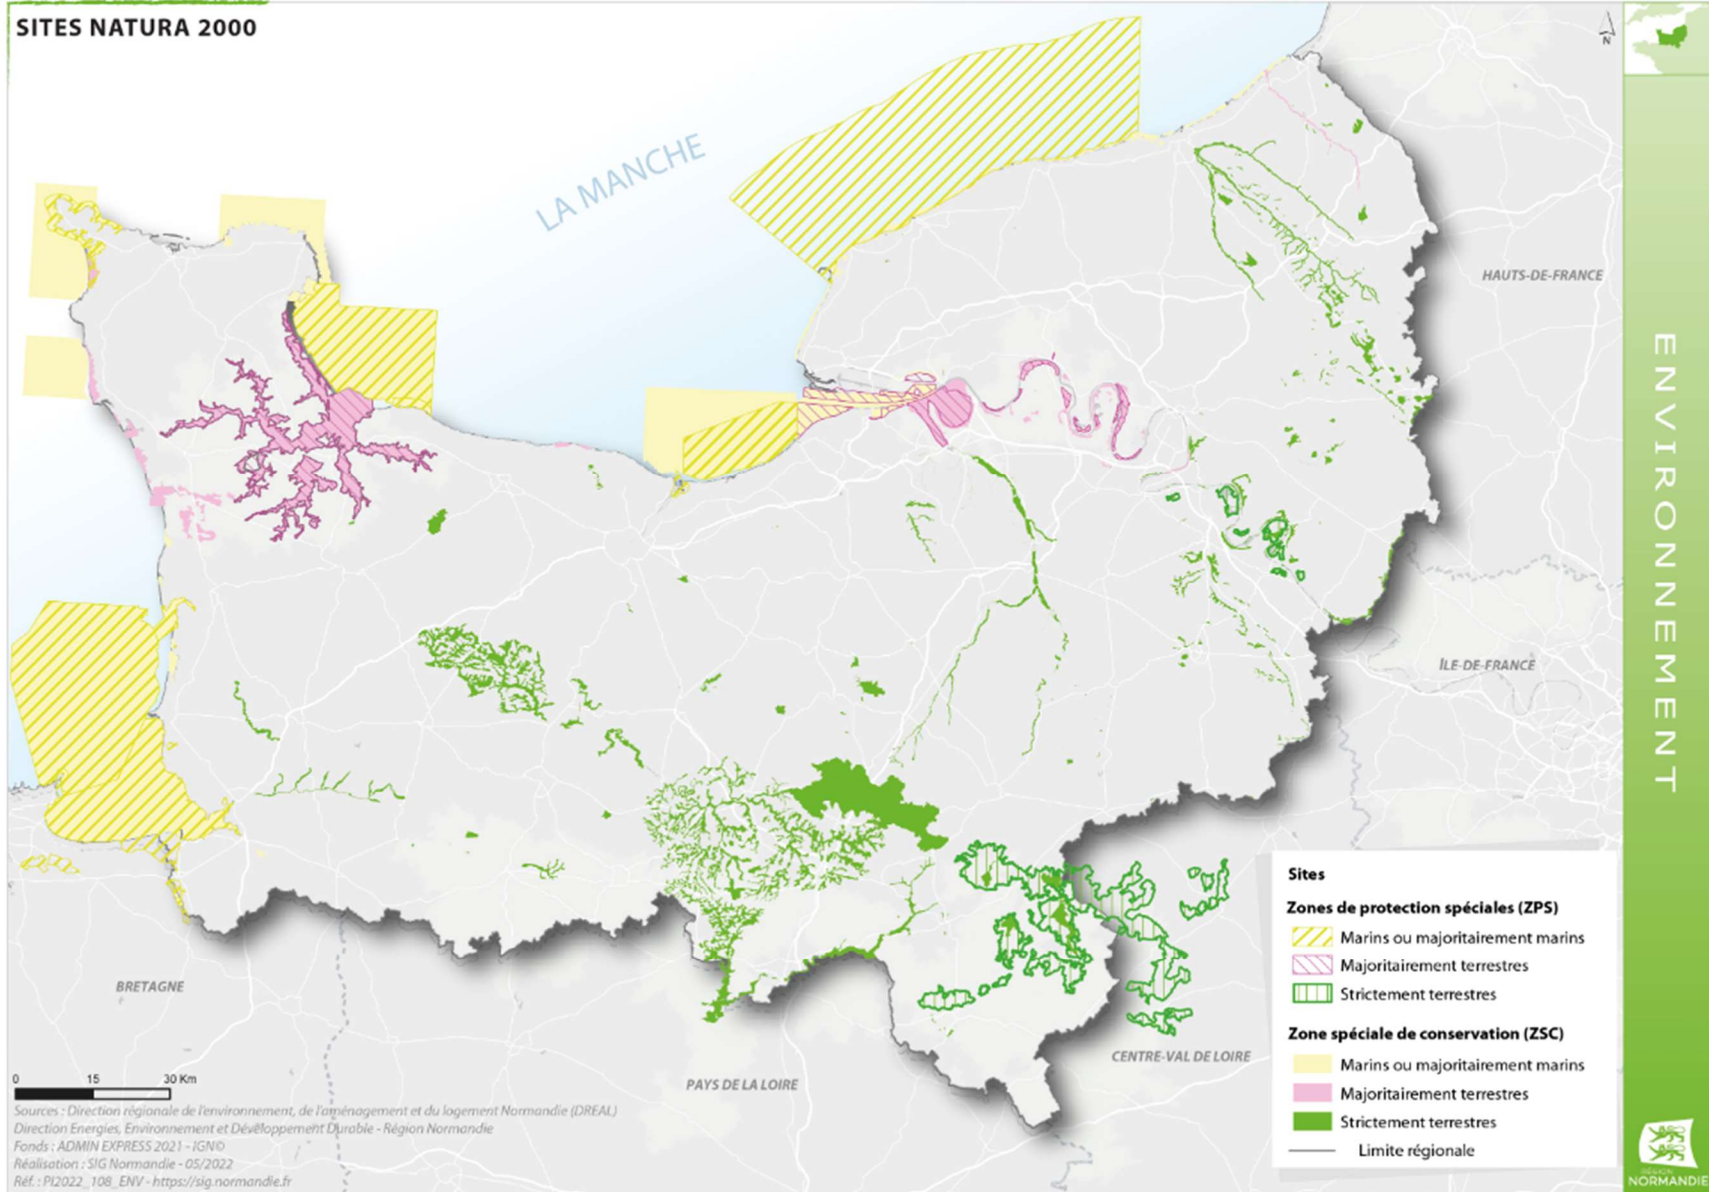 SITES NATURA 2000
N
LA MANCHE
HAUTS-DE-FRANCE
ÎLE-DE-FRANCE
BRETAGNE
PAYS DE LA LOIRE
CENTRE-VAL DE LOIRE
ENVIRONNEMENT
Sites
Zones de protection spéciales (ZPS)
Marins ou majoritairement marins
Majoritairement terrestres
Strictement terrestres
Zone spéciale de conservation (ZSC)
Marins ou majoritairement marins
Majoritairement terrestres
Strictement terrestres
Limite régionale
0 15 30 Km
Sources : Direction régionale de l'environnement, de l'aménagement et du logement Normandie (DREAL)
Direction Energies, Environnement et Développement Durable - Région Normandie
Fonds : ADMIN EXPRESS 2021 - IGN©
Réalisation : SIG Normandie - 05/2022
Réf. : PI2022_108_ENV - https://sig.normandie.fr
RÉGION
NORMANDIE